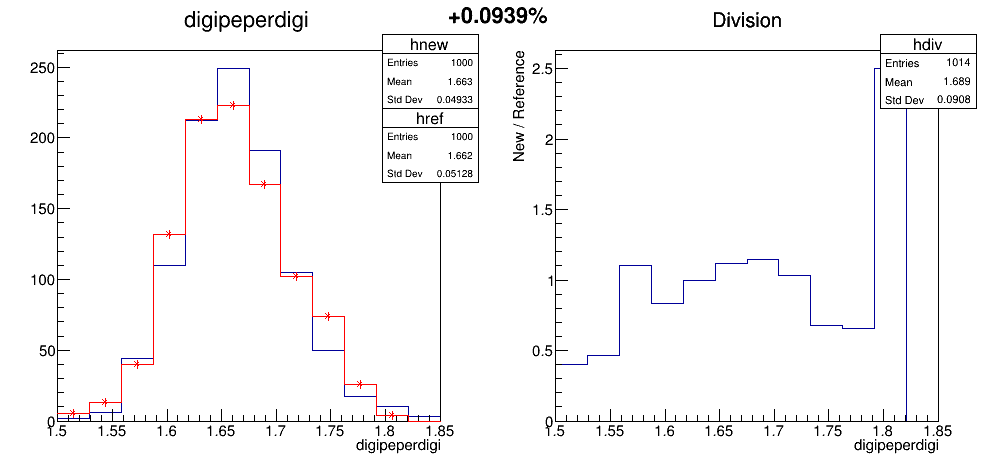 +0.0939%
digipeperdigi
hnew
Entries 1000
Mean 1.663
Std Dev 0.04933
href
Entries 1000
Mean 1.662
Std Dev 0.05128
250
200
150
100
50
0
1.5 1.55 1.6 1.65 1.7 1.75 1.8 1.85
digipeperdigi
Division
hdiv
Entries 1014
Mean 1.689
Std Dev 0.0908
New / Reference
2.5
2
1.5
1
0.5
0
1.5 1.55 1.6 1.65 1.7 1.75 1.8 1.85
digipeperdigi